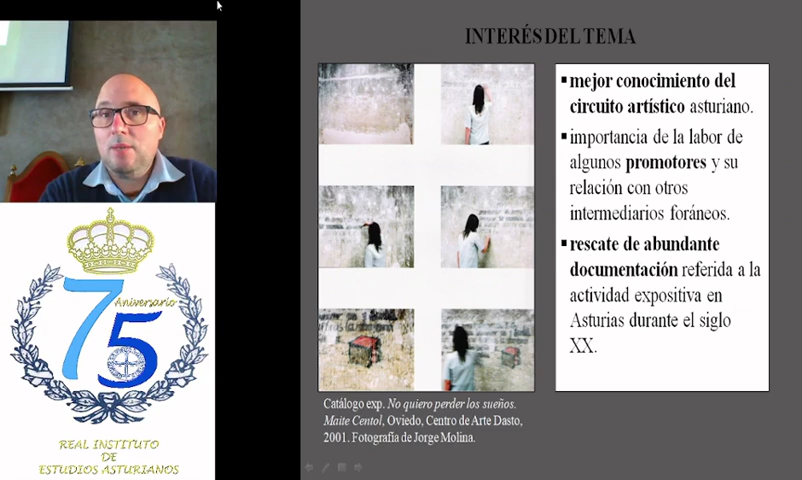 INTERÉS DEL TEMA
▪mejor conocimiento del
circuito artístico asturiano.
▪importancia de la labor de
algunos promotores y su
relación con otros
intermediarios foráneos.
▪rescate de abundante
documentación referida a la
actividad expositiva en
Asturias durante el siglo
XX.
Catálogo exp. No quiero perder los sueños.
Maite Centol, Oviedo, Centro de Arte Dasto,
2001. Fotografía de Jorge Molina.
75
Aniversario
REAL INSTITUTO
DE
ESTUDIOS ASTURIANOS